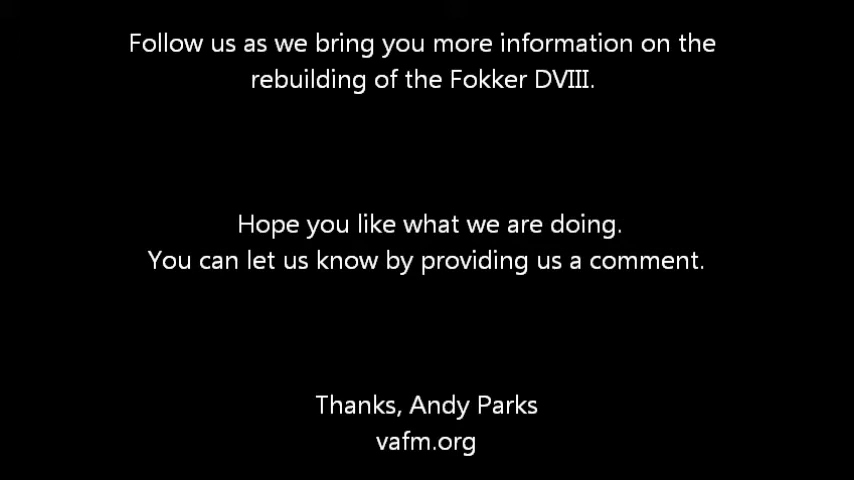 Follow us as we bring you more information on the
rebuilding of the Fokker DVIII.
Hope you like what we are doing.
You can let us know by providing us a comment.
Thanks, Andy Parks
vafm.org